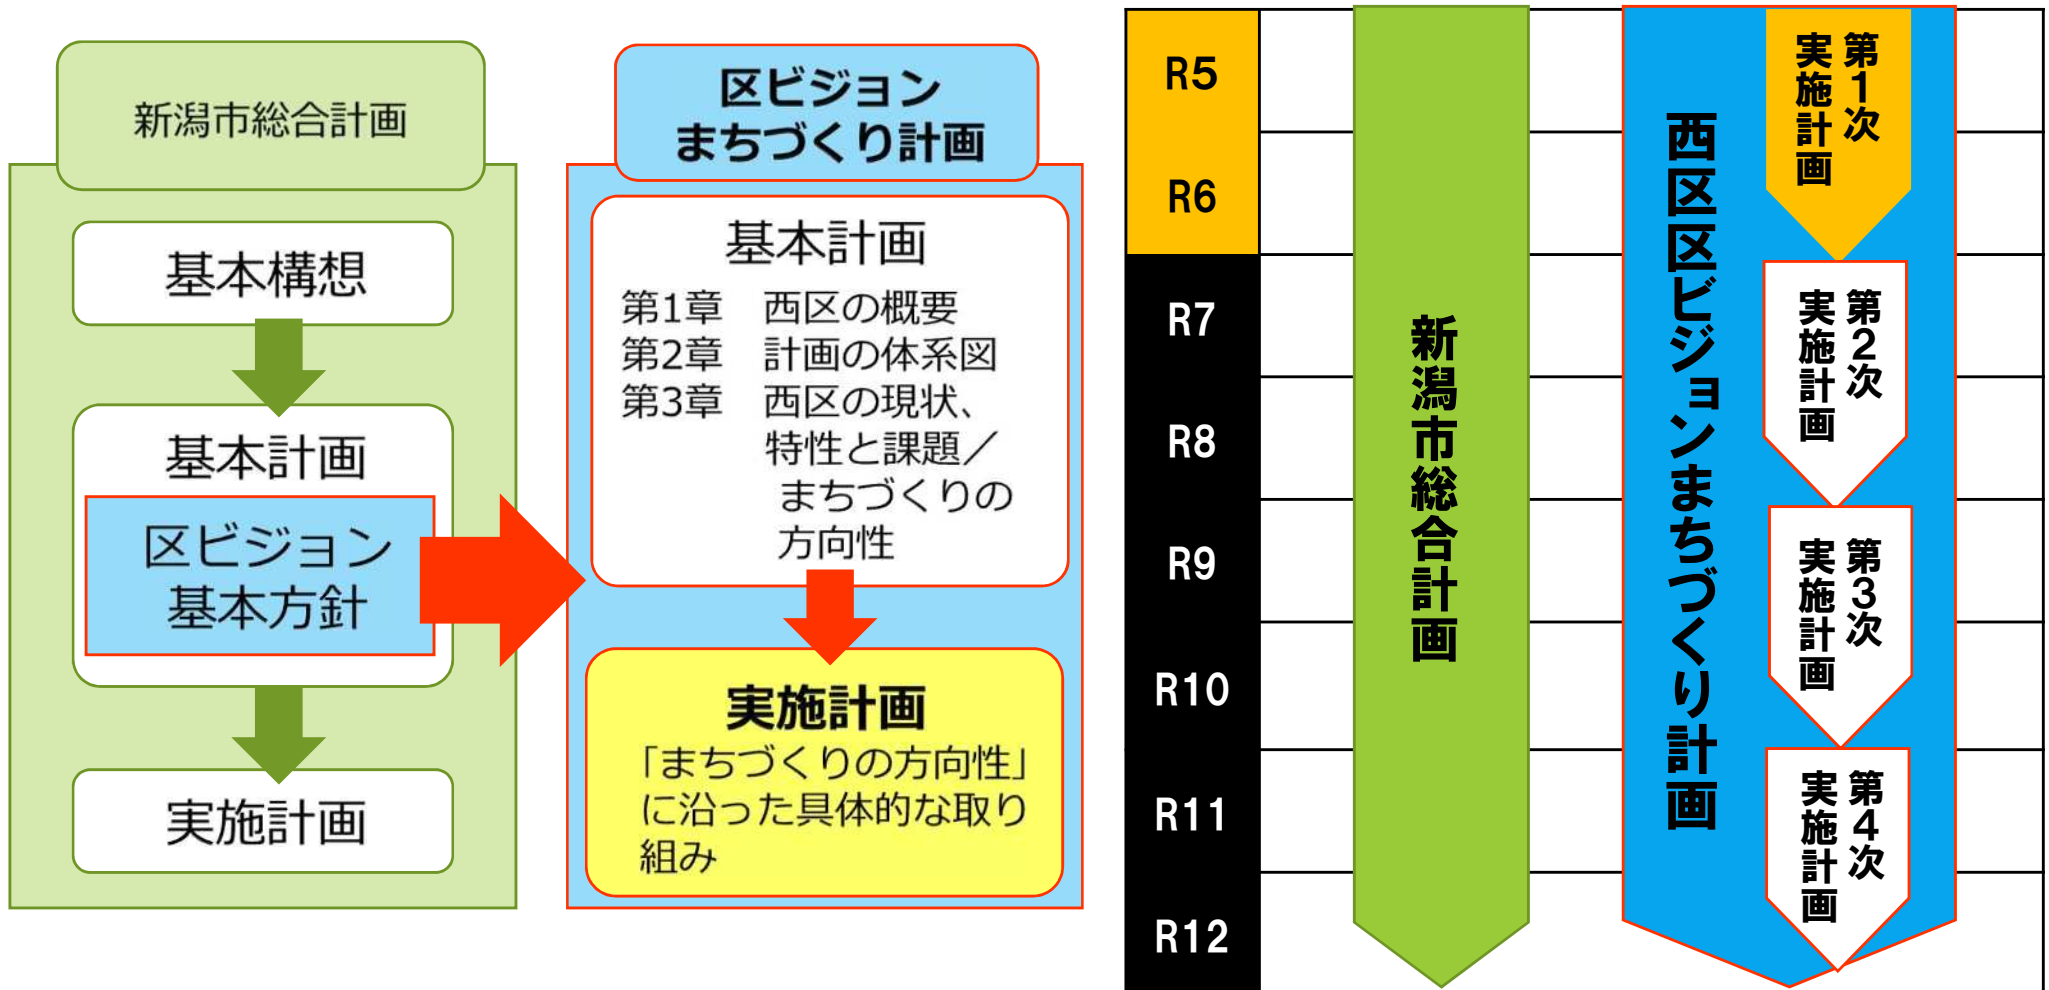 新潟市総合計画
基本構想
基本計画
区ビジョン
基本方針
実施計画
区ビジョン
まちづくり計画
基本計画
第1章　西区の概要
第2章　計画の体系図
第3章　西区の現状、
特性と課題／
まちづくりの
方向性
実施計画
「まちづくりの方向性」
に沿った具体的な取り
組み
R5
R6
R7
R8
R9
R10
R11
R12
新潟市総合計画
西区区ビジョンまちづくり計画
第1次
実施計画
第2次
実施計画
第3次
実施計画
第4次
実施計画